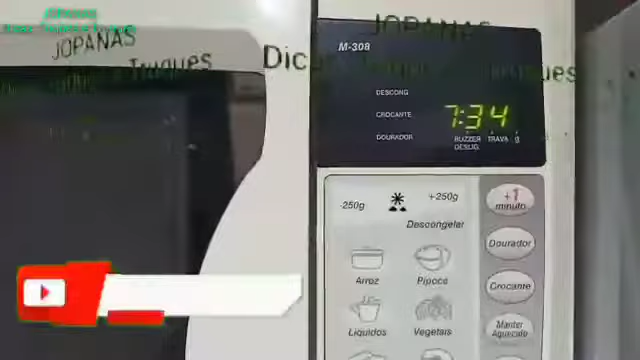 JOPANAS
JOPANAS
JOPANAS
Truques
M-308
DESCONG
CROCANTE
DOURADOR
7:34
BUZZER TRAVA g
DESLIG.
-250g
+250g
Descongelar
+1
minuto
Dourador
Arroz
Pipoca
Crocante
Líquidos
Vegetais
Manter
Aquecido